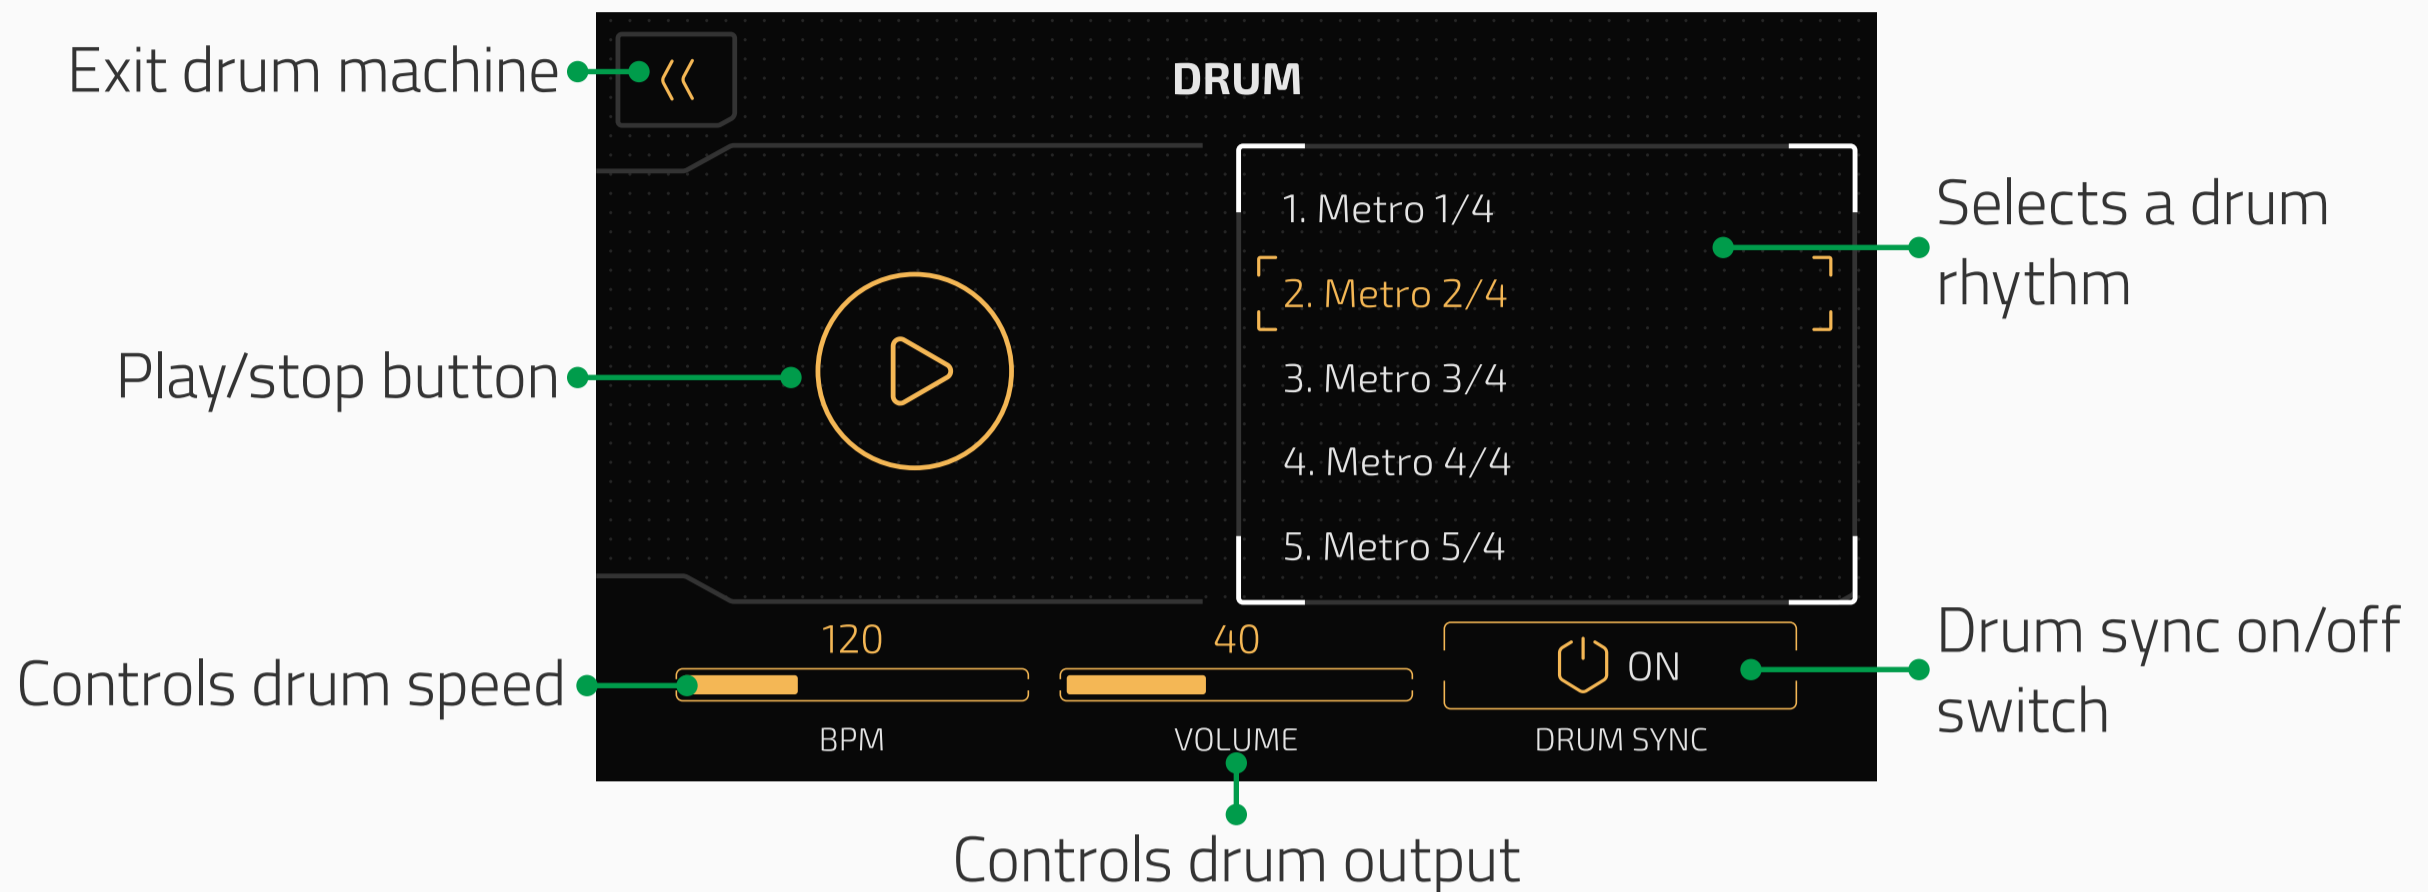 Exit drum machine
DRUM
1. Metro 1/4
2. Metro 2/4
3. Metro 3/4
4. Metro 4/4
5. Metro 5/4
Selects a drum
rhythm
Play/stop button
Controls drum speed
120
BPM
40
VOLUME
ON
DRUM SYNC
Drum sync on/off
switch
Controls drum output